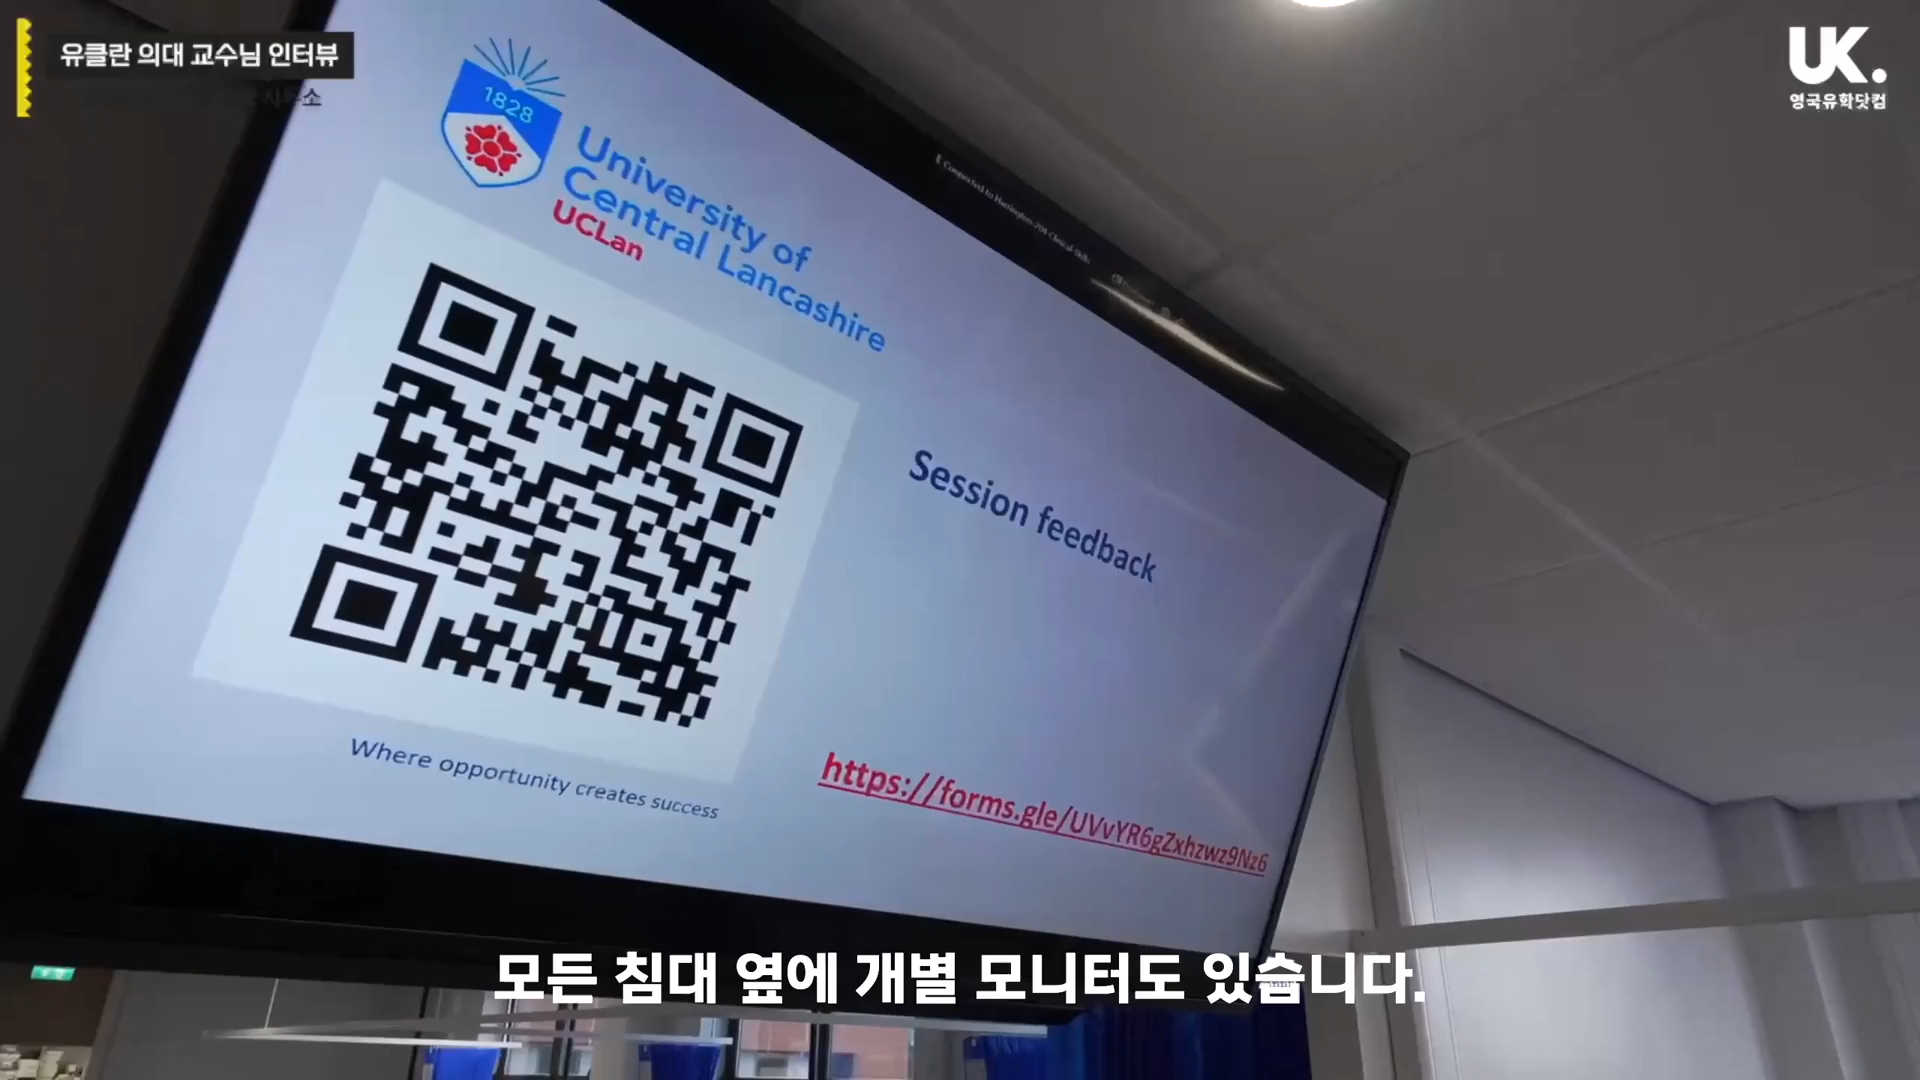 유클란 의대 교수님 인터뷰
UK.
영국유학닷컴
1828
University of
Central Lancashire
UCLan
Session feedback
https://forms.gle/UVvYR6gZxhzwz9Nz6
Where opportunity creates success
모든 침대 옆에 개별 모니터도 있습니다.